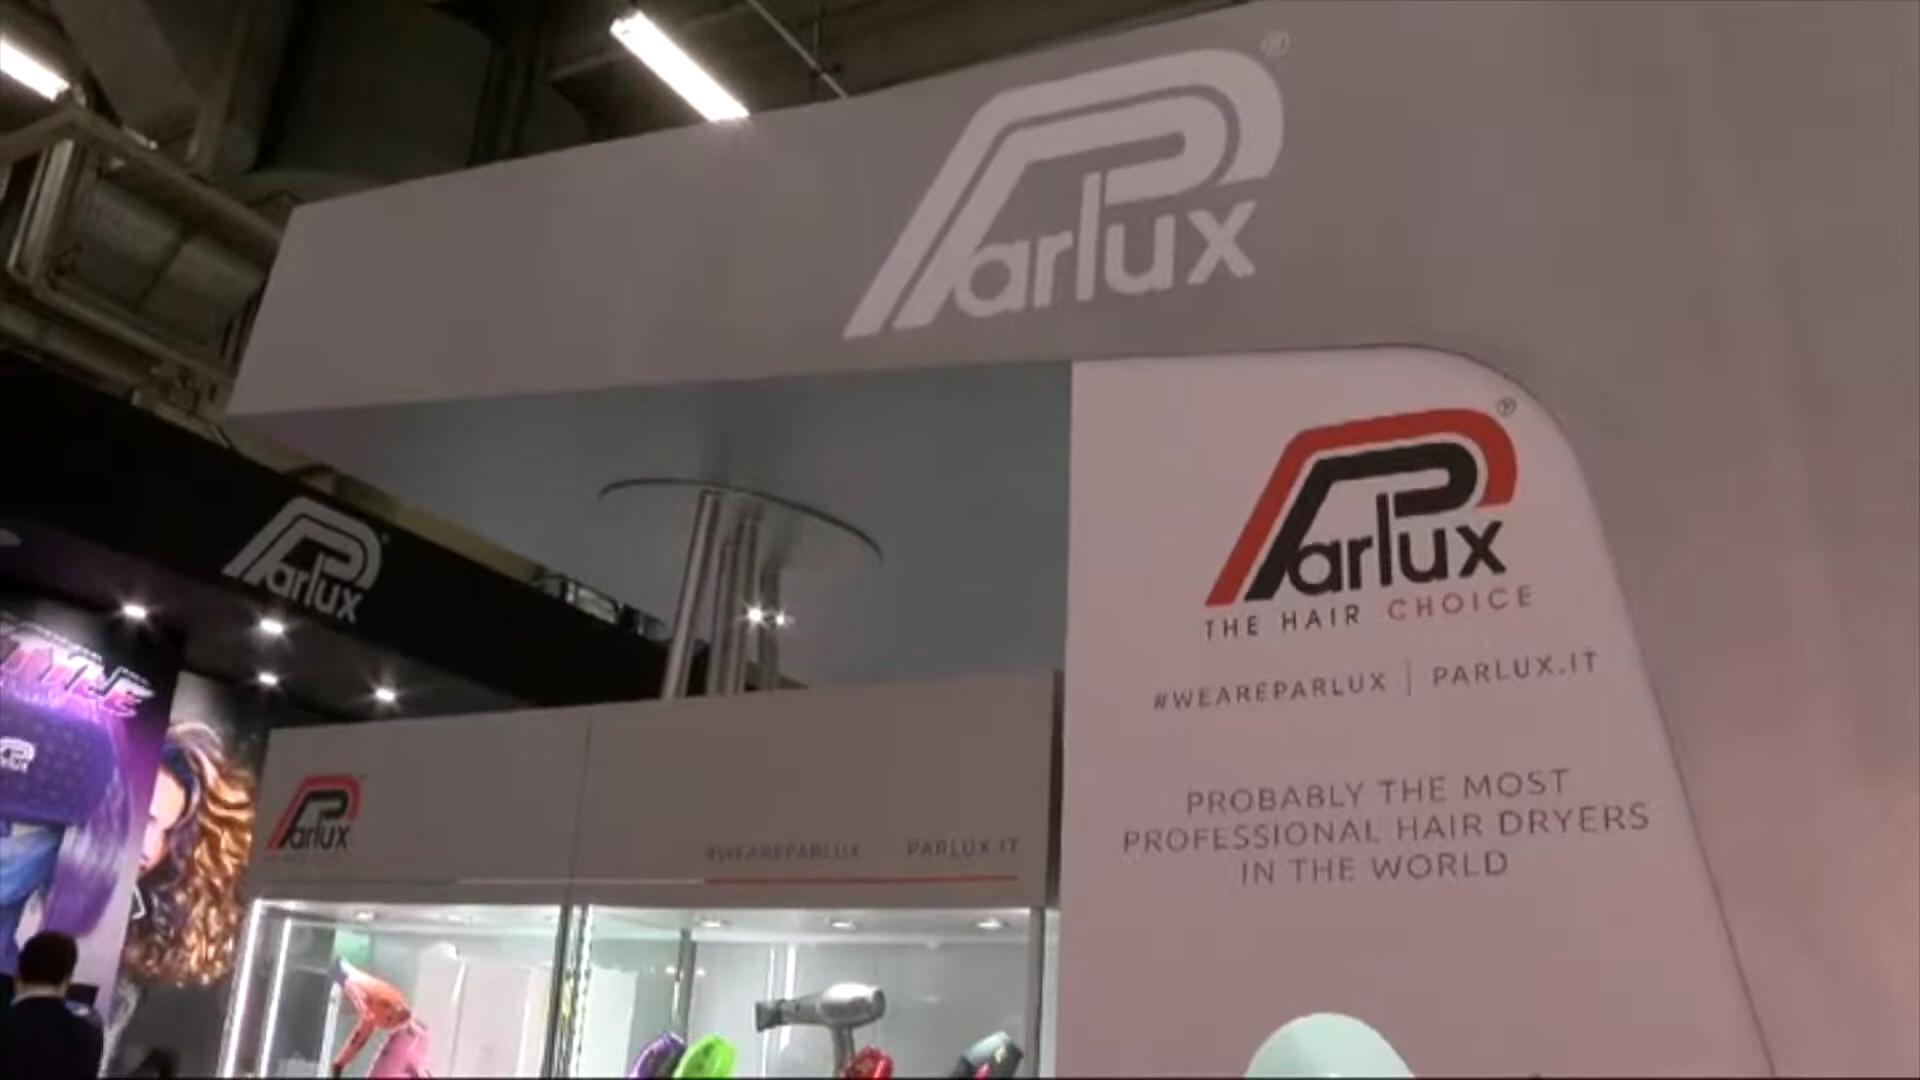 Parlux®
Parlux®
THE HAIR CHOICE
#WEAREPARLUX | PARLUX.IT
PROBABLY THE MOST
PROFESSIONAL HAIR DRYERS
IN THE WORLD
Parlux
Parlux
#WEAREPARLUX PARLUX.IT